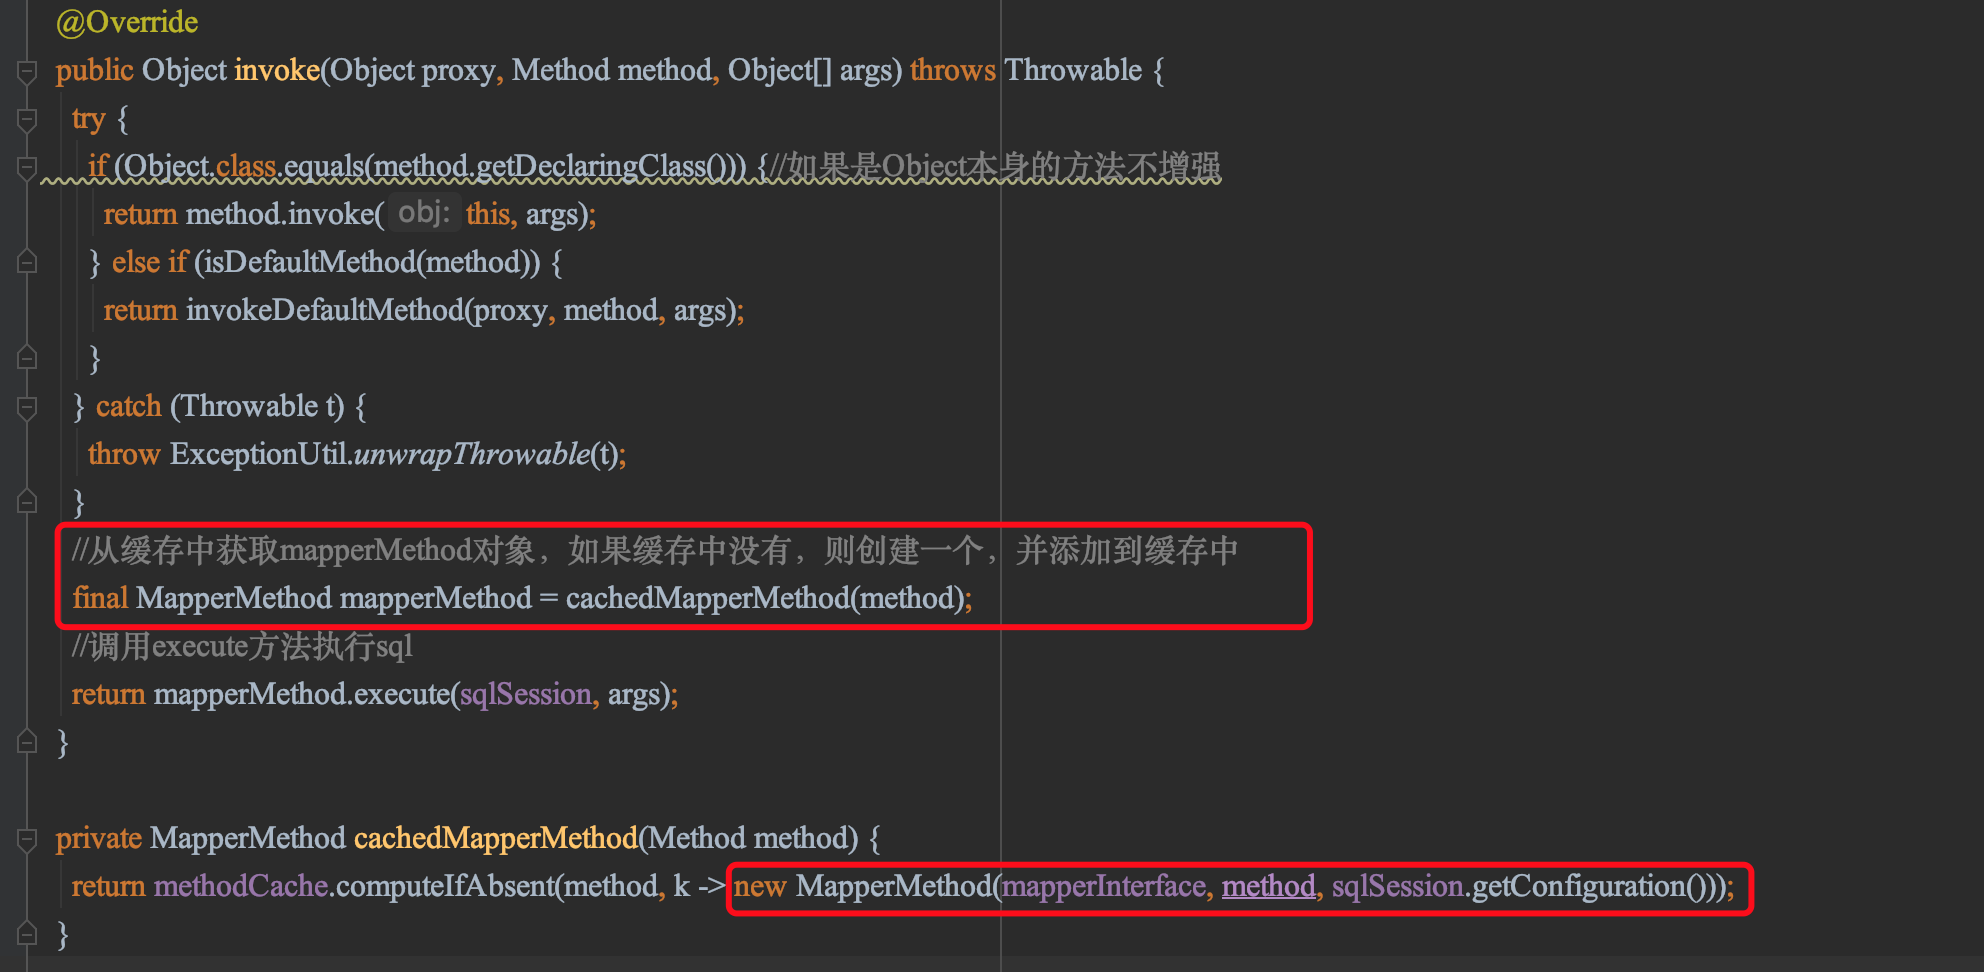 @Override
public Object invoke(Object proxy, Method method, Object[] args) throws Throwable {
try {
if (Object.class.equals(method.getDeclaringClass())) {//如果是Object本身的方法不增强
return method.invoke( obj: this, args);
} else if (isDefaultMethod(method)) {
return invokeDefaultMethod(proxy, method, args);
}
} catch (Throwable t) {
throw ExceptionUtil.unwrapThrowable(t);
}
//从缓存中获取mapperMethod对象，如果缓存中没有，则创建一个，并添加到缓存中
final MapperMethod mapperMethod = cachedMapperMethod(method);
//调用execute方法执行sql
return mapperMethod.execute(sqlSession, args);
}
private MapperMethod cachedMapperMethod(Method method) {
return methodCache.computeIfAbsent(method, k -> new MapperMethod(mapperInterface, method, sqlSession.getConfiguration()));
}